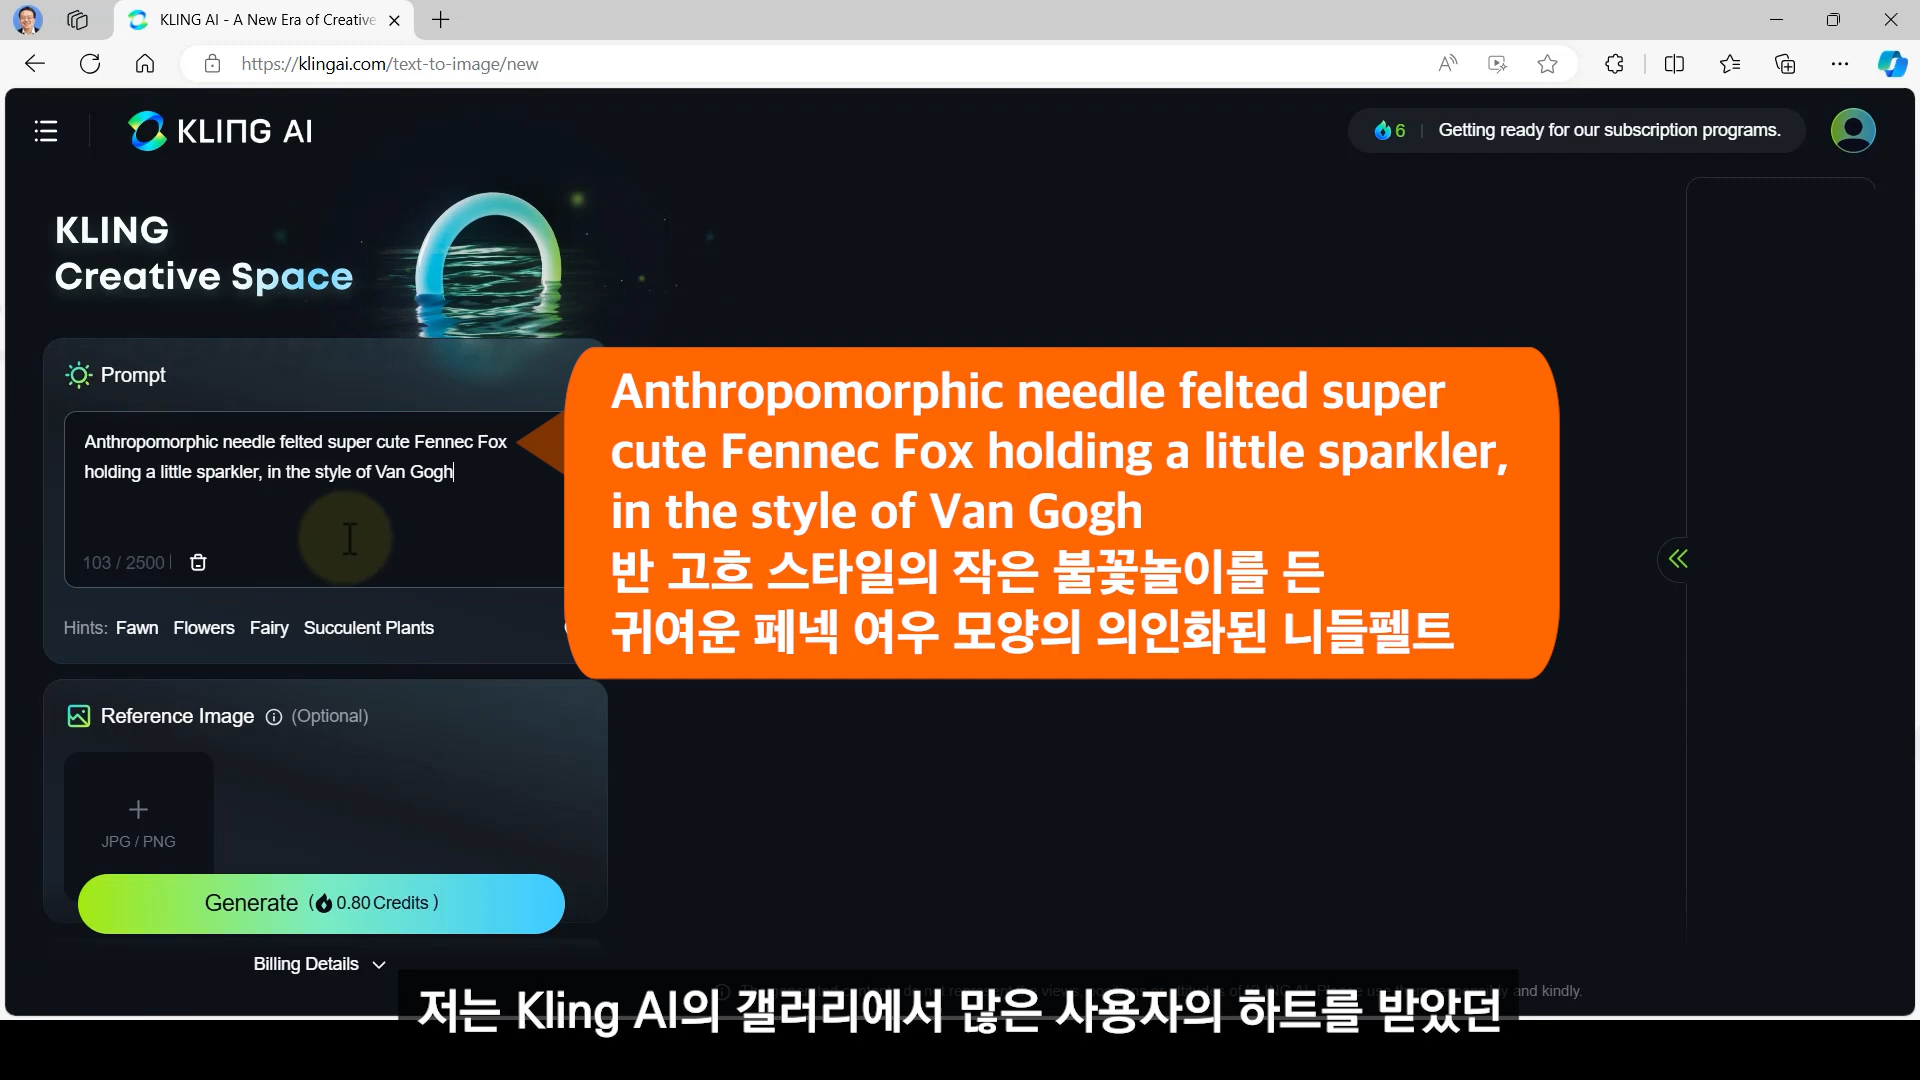 KLING AI - A New Era of Creative
https://klingai.com/text-to-image/new
KLING AI
6
Getting ready for our subscription programs.
KLING
Creative Space
Prompt
Anthropomorphic needle felted super cute Fennec Fox
holding a little sparkler, in the style of Van Gogh
103 / 2500
Hints: Fawn Flowers Fairy Succulent Plants
Anthropomorphic needle felted super
cute Fennec Fox holding a little sparkler,
in the style of Van Gogh
반 고흐 스타일의 작은 불꽃놀이를 든
귀여운 페넥 여우 모양의 의인화된 니들펠트
Reference Image (Optional)
JPG / PNG
Generate ( 0.80 Credits )
Billing Details
and kindly.
저는 Kling AI의 갤러리에서 많은 사용자의 하트를 받았던